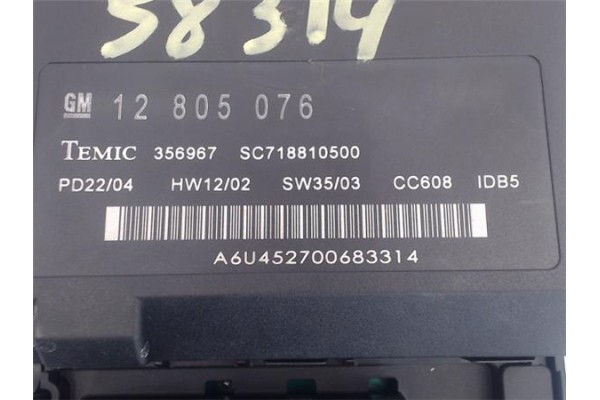 58314
GM 12 805 076
TEMIC 356967 SC718810500
PD22/04 HW12/02 SW35/03 CC608 IDB5
A6U452700683314